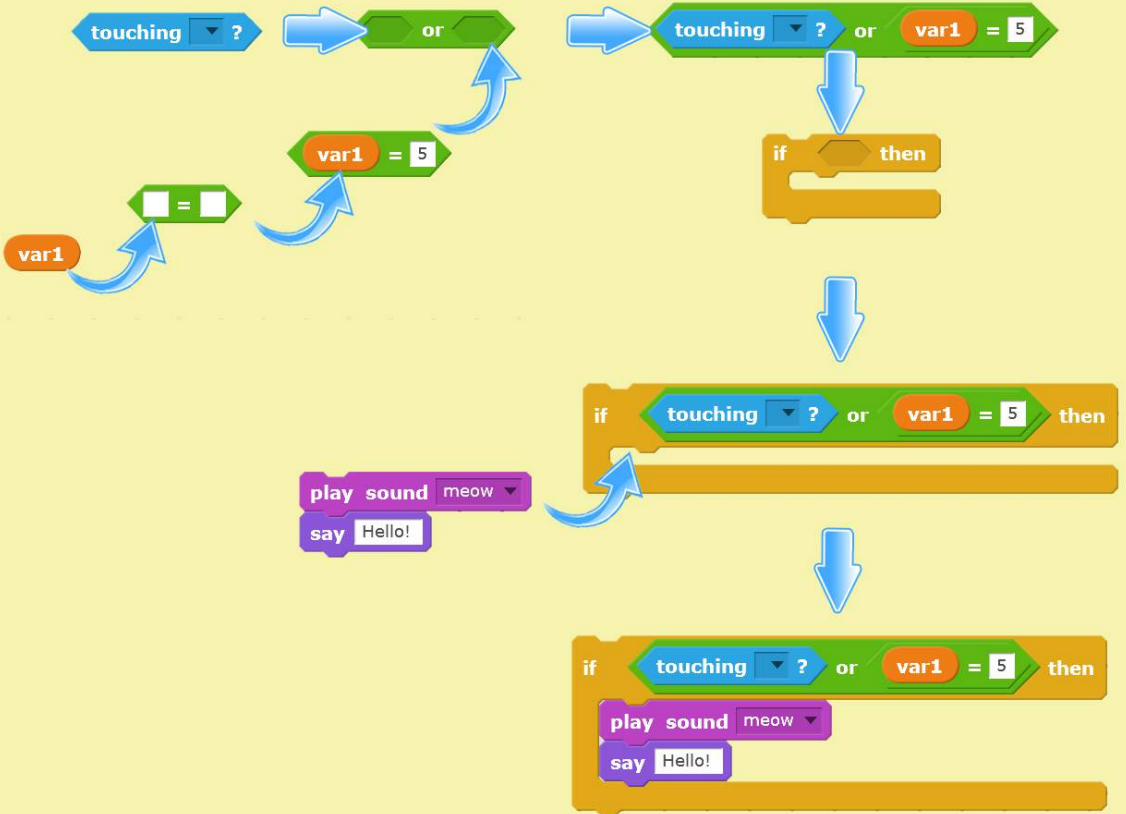 touching ?
or
touching ? or var1 = 5
var1 = 5
if then
=
var1
if touching ? or var1 = 5 then
play sound meow
say Hello!
if touching ? or var1 = 5 then
play sound meow
say Hello!